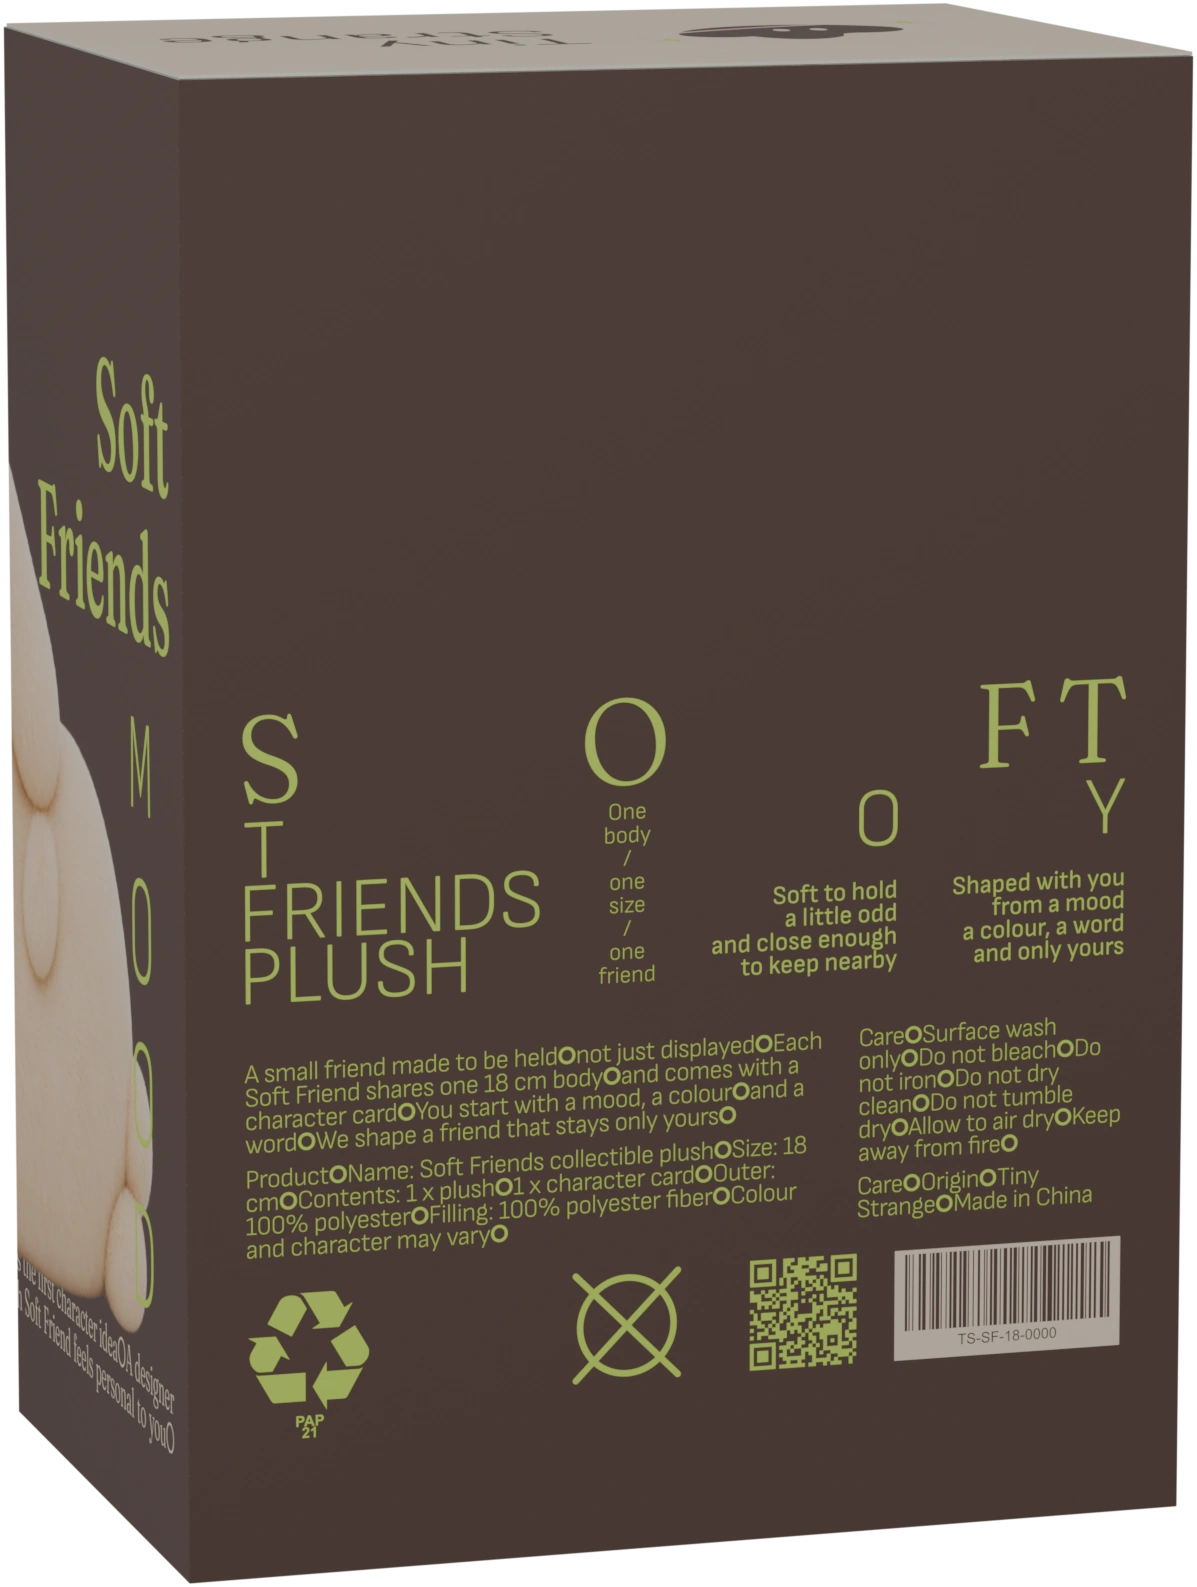 Tiny
Strange
Soft
Friends
M
O
O
D
the first character ideaOA designer
Soft Friend feels personal to youO
S O F T
T O Y
FRIENDS
PLUSH
One
body
/
one
size
/
one
friend
Soft to hold
a little odd
and close enough
to keep nearby
Shaped with you
from a mood
a colour, a word
and only yours
A small friend made to be heldOnot just displayedOEach
Soft Friend shares one 18 cm bodyOand comes with a
character cardOYou start with a mood, a colourOand a
wordOWe shape a friend that stays only yoursO
ProductOName: Soft Friends collectible plushOSize: 18
cmOContents: 1 x plushO1 x character cardOOuter:
100% polyesterOFilling: 100% polyester fiberOColour
and character may varyO
CareOSurface wash
onlyODo not bleachODo
not ironODo not dry
cleanODo not tumble
dryOAllow to air dryOKeep
away from fireO
CareOOriginOTiny
StrangeOMade in China
PAP
21
TS-SF-18-0000